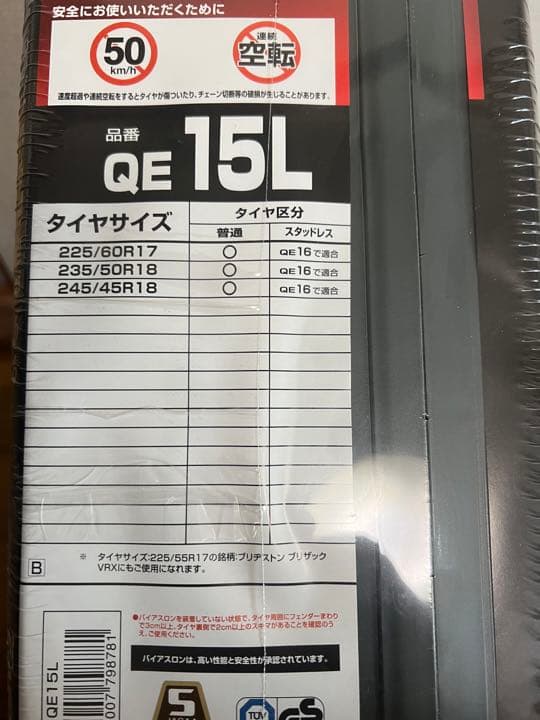 安全にお使いいただくために
50
km/h
連続
空転
速度超過や連続空転をするとタイヤが傷ついたり、チェーン切断等の破損が生じることがあります。
品番
QE 15L
タイヤサイズ
タイヤ区分
普通
スタッドレス
225/60R17 ○ QE16で適合
235/50R18 ○ QE16で適合
245/45R18 ○ QE16で適合
※ タイヤサイズ:225/55R17の銘柄:ブリヂストン ブリザック
VRXにもご使用になれます。
B
●バイアスロンを装着していない状態で、タイヤ周囲にフェンダーまわり
で3cm以上、タイヤ裏側で2cm以上のスキマがあることを確認のう
え、ご使用ください。
バイアスロンは、高い性能と安全性が承認されています。
QE15L
007798781
S
TÜV
GS